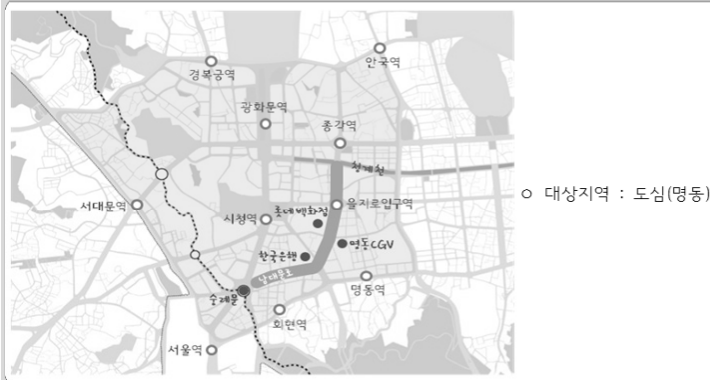 경복궁역
안국역
광화문역
종각역
청계천
서대문역
시청역
롯데백화점
을지로입구역
한국은행
명동CGV
남대문로
숭례문
명동역
회현역
서울역
○ 대상지역 : 도심(명동)